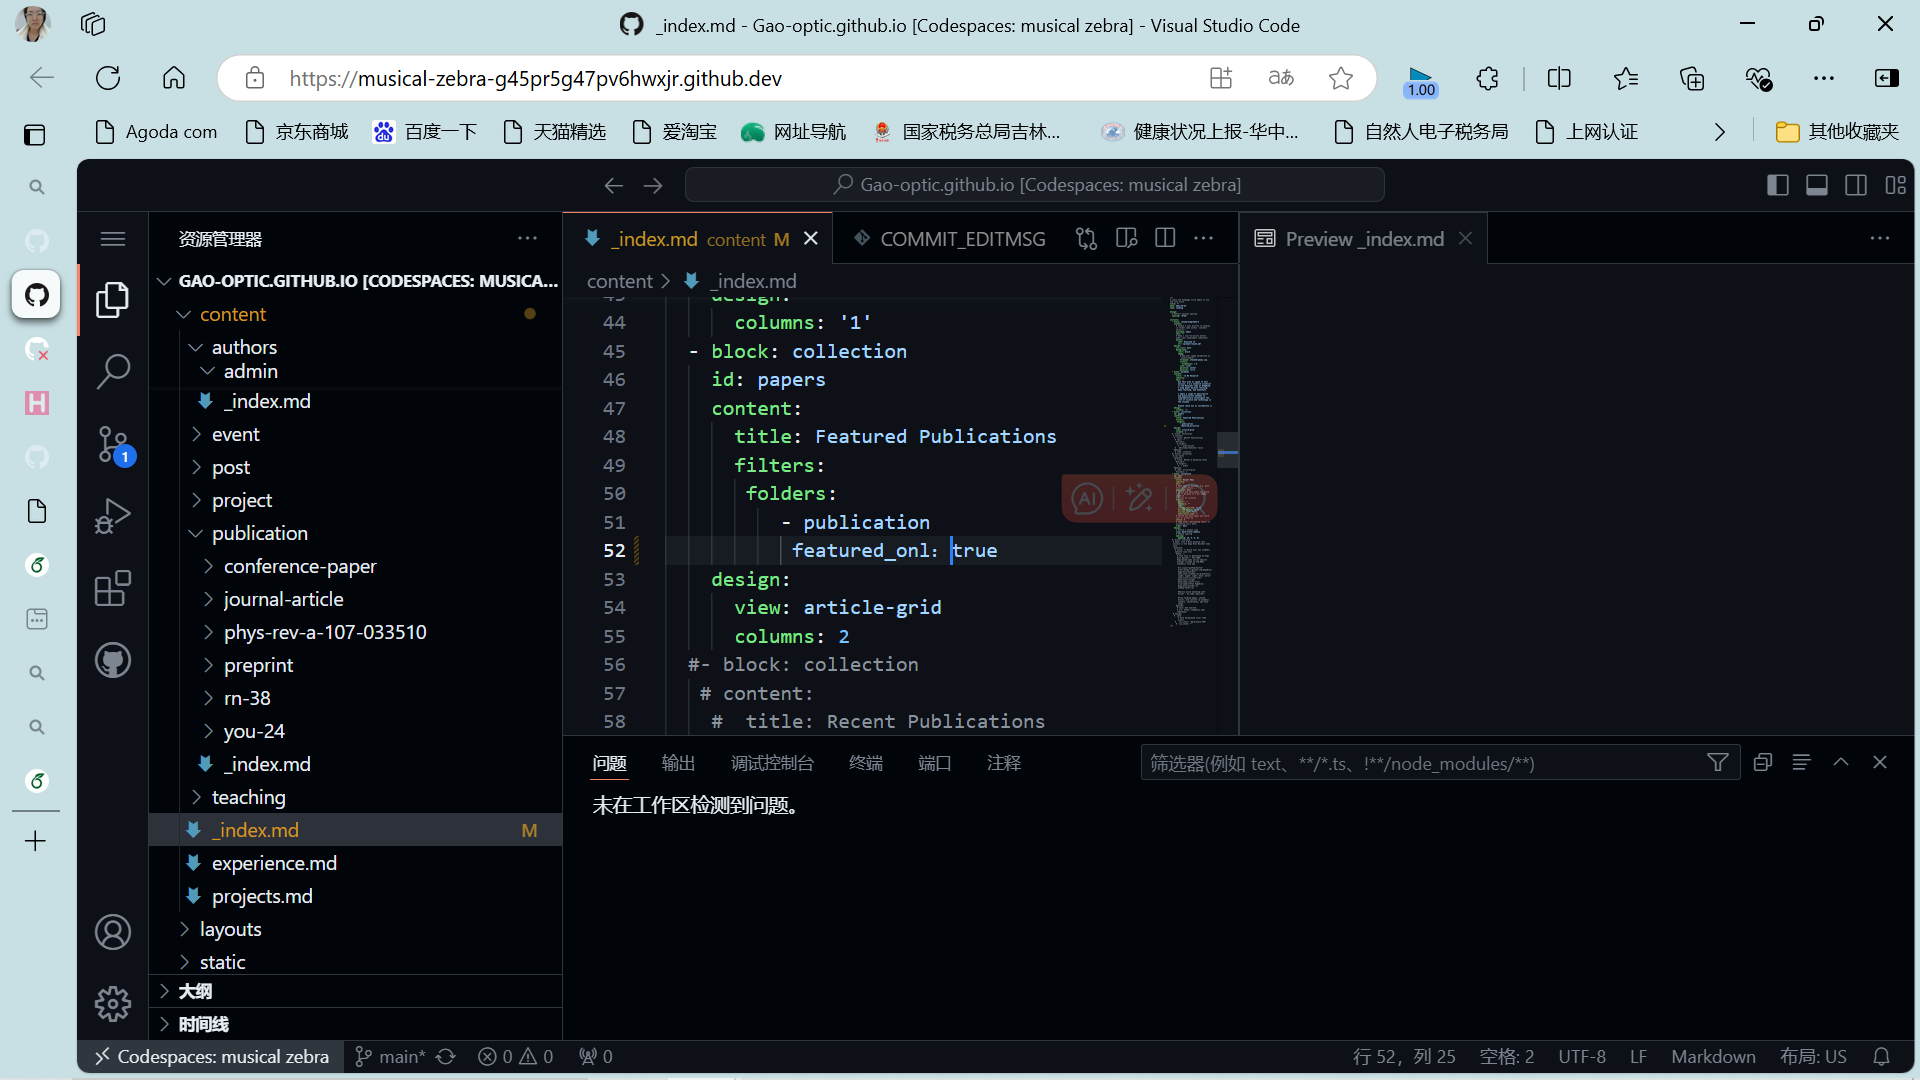 _index.md - Gao-optic.github.io [Codespaces: musical zebra] - Visual Studio Code
https://musical-zebra-g45pr5g47pv6hwxjr.github.dev
aあ
1.00
Agoda com
京东商城
百度一下
天猫精选
爱淘宝
网址导航
国家税务总局吉林...
健康状况上报-华中...
自然人电子税务局
上网认证
其他收藏夹
Gao-optic.github.io [Codespaces: musical zebra]
资源管理器
_index.md content M
COMMIT_EDITMSG
Preview _index.md
GAO-OPTIC.GITHUB.IO [CODESPACES: MUSICA...
content
authors
admin
_index.md
event
post
project
publication
conference-paper
journal-article
phys-rev-a-107-033510
preprint
rn-38
you-24
_index.md
teaching
_index.md M
experience.md
projects.md
layouts
static
大纲
时间线
1
content > _index.md
43 design:
44 columns: '1'
45 - block: collection
46 id: papers
47 content:
48 title: Featured Publications
49 filters:
50 folders:
51 - publication
52 featured_onl: true
53 design:
54 view: article-grid
55 columns: 2
56 #- block: collection
57 # content:
58 # title: Recent Publications
AI
问题
输出
调试控制台
终端
端口
注释
筛选器(例如 text、**/*.ts、!**/node_modules/**)
未在工作区检测到问题。
Codespaces: musical zebra
main*
0
0
0
行 52，列 25
空格: 2
UTF-8
LF
Markdown
布局: US